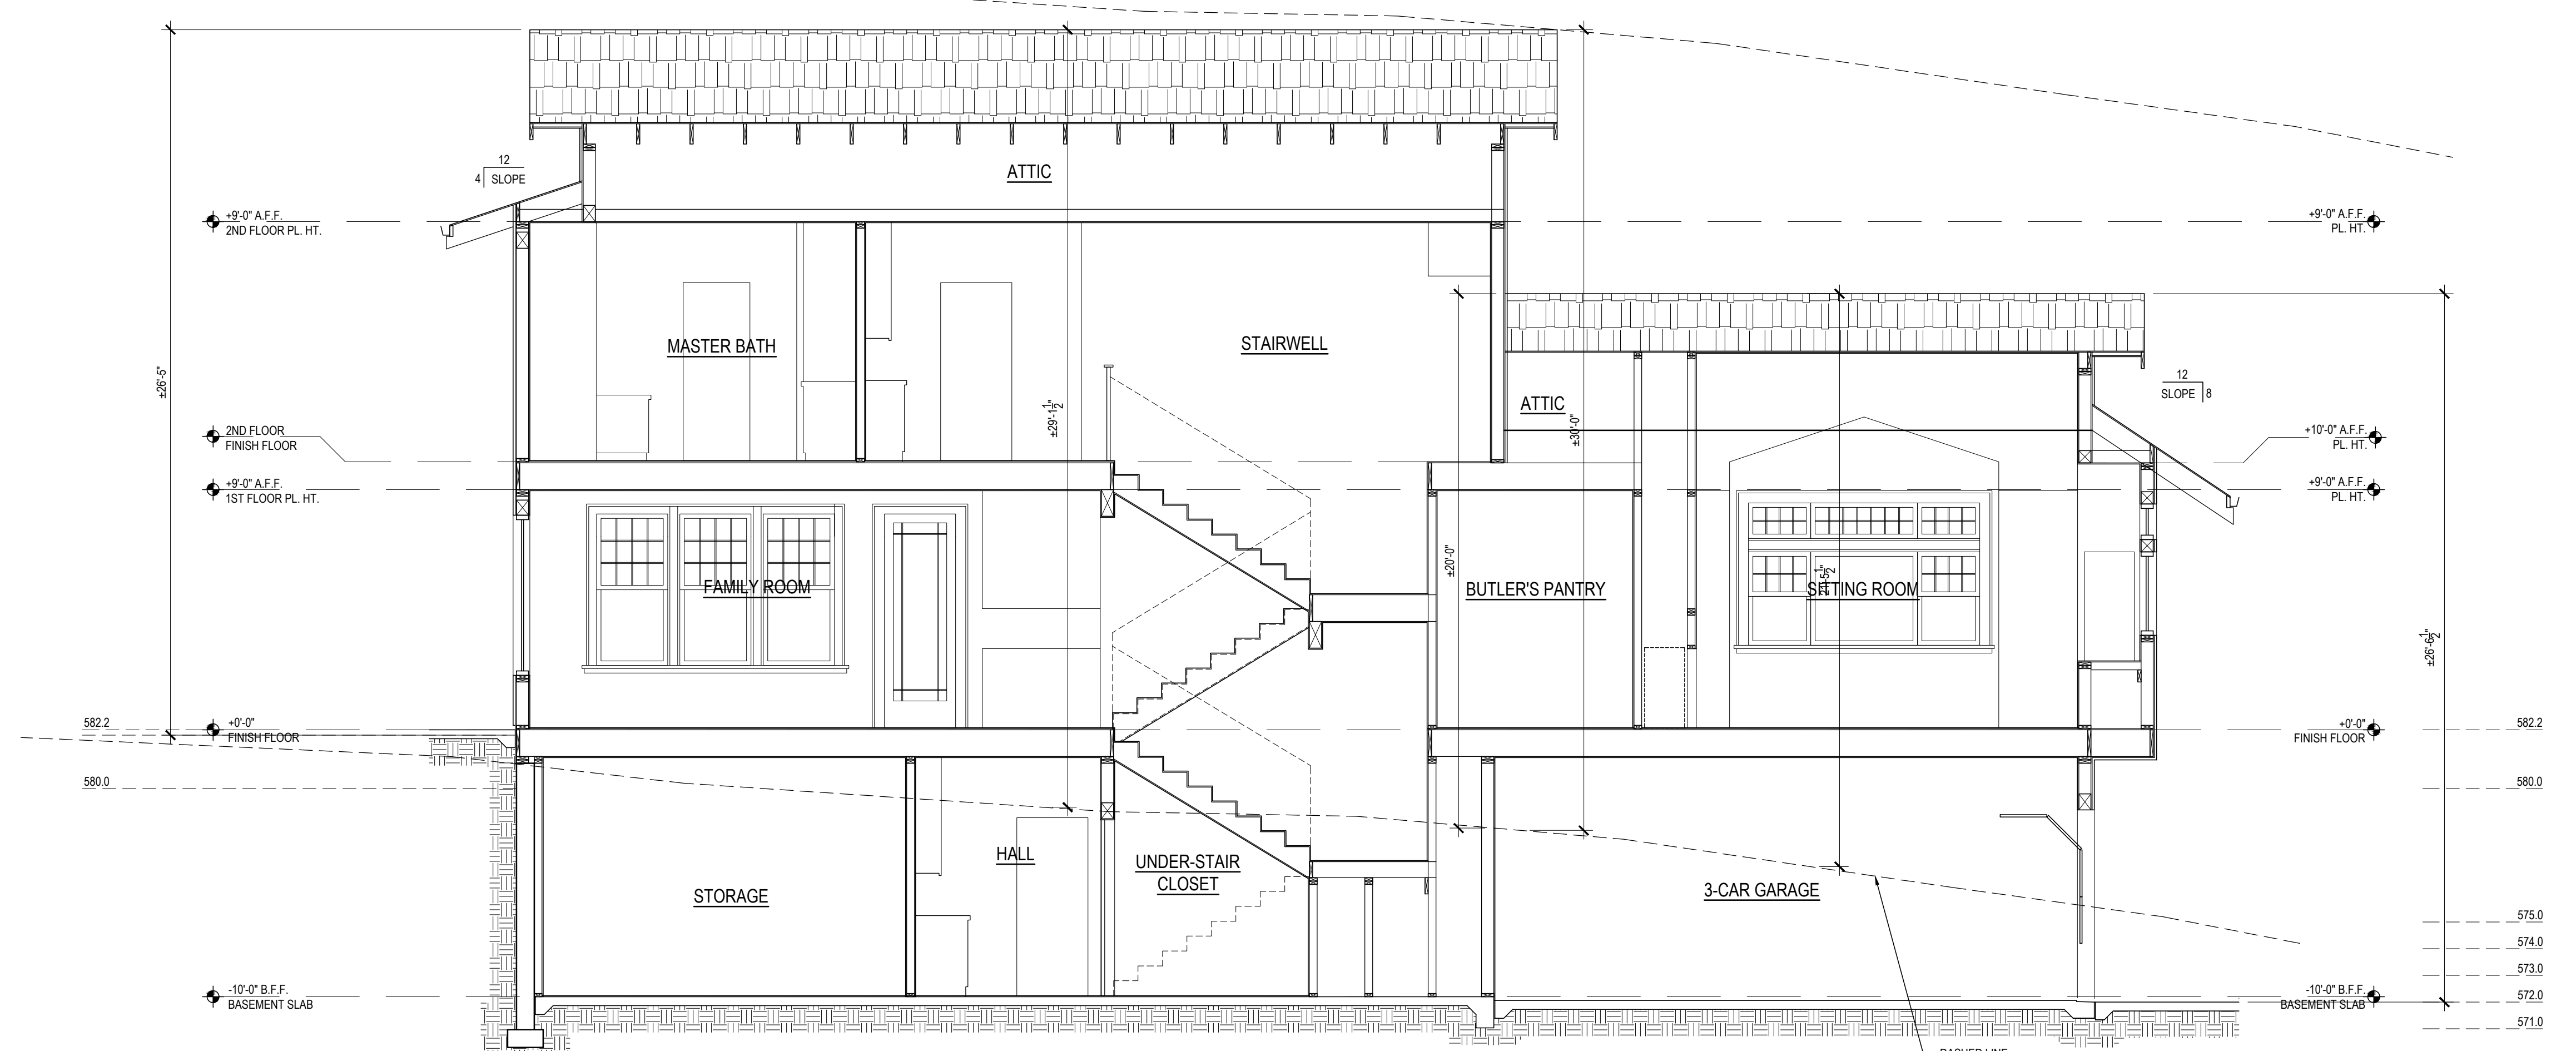 12
4
SLOPE
ATTIC
+9'-0" A.F.F.
2ND FLOOR PL. HT.
+9'-0" A.F.F.
PL. HT.
MASTER BATH
STAIRWELL
±26'-5"
±29'-1 1/2"
±30'-0"
ATTIC
12
SLOPE
8
2ND FLOOR
FINISH FLOOR
+10'-0" A.F.F.
PL. HT.
+9'-0" A.F.F.
1ST FLOOR PL. HT.
+9'-0" A.F.F.
PL. HT.
±20'-0"
FAMILY ROOM
BUTLER'S PANTRY
SITTING ROOM
±26'-6 1/2"
582.2
+0'-0"
FINISH FLOOR
+0'-0"
FINISH FLOOR
582.2
580.0
580.0
HALL
UNDER-STAIR
CLOSET
STORAGE
3-CAR GARAGE
575.0
574.0
573.0
572.0
571.0
-10'-0" B.F.F.
BASEMENT SLAB
-10'-0" B.F.F.
BASEMENT SLAB